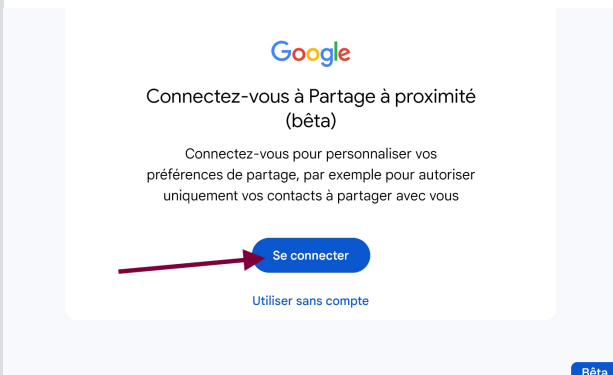 Google
Connectez-vous à Partage à proximité
(bêta)
Connectez-vous pour personnaliser vos
préférences de partage, par exemple pour autoriser
uniquement vos contacts à partager avec vous
Se connecter
Utiliser sans compte
Bêta